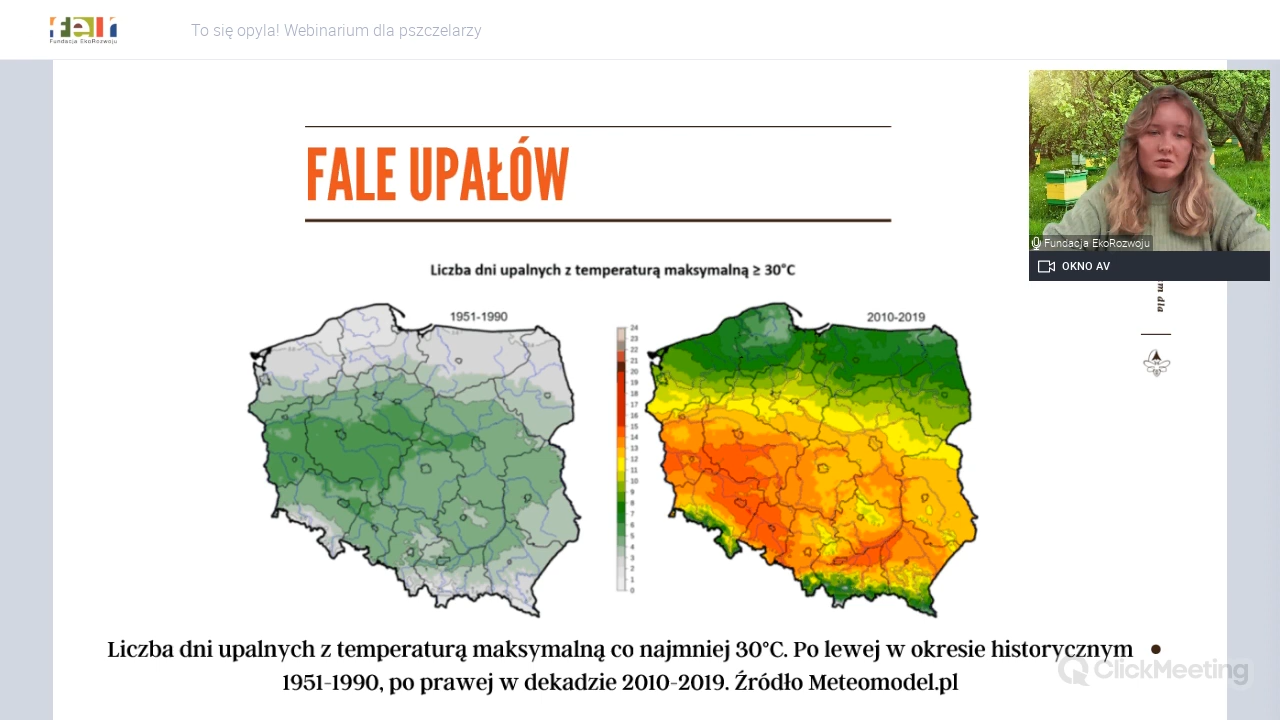 feri
Fundacja EkoRozwoju
To się opyla! Webinarium dla pszczelarzy
FALE UPAŁÓW
Fundacja EkoRozwoju
OKNO AV
dla
Liczba dni upalnych z temperaturą maksymalną ≥ 30°C
1951-1990
2010-2019
24
23
22
21
20
19
18
17
16
15
14
13
12
11
10
9
8
7
6
5
4
3
2
1
0
Liczba dni upalnych z temperaturą maksymalną co najmniej 30°C. Po lewej w okresie historycznym
1951-1990, po prawej w dekadzie 2010-2019. Źródło Meteomodel.pl
ClickMeeting